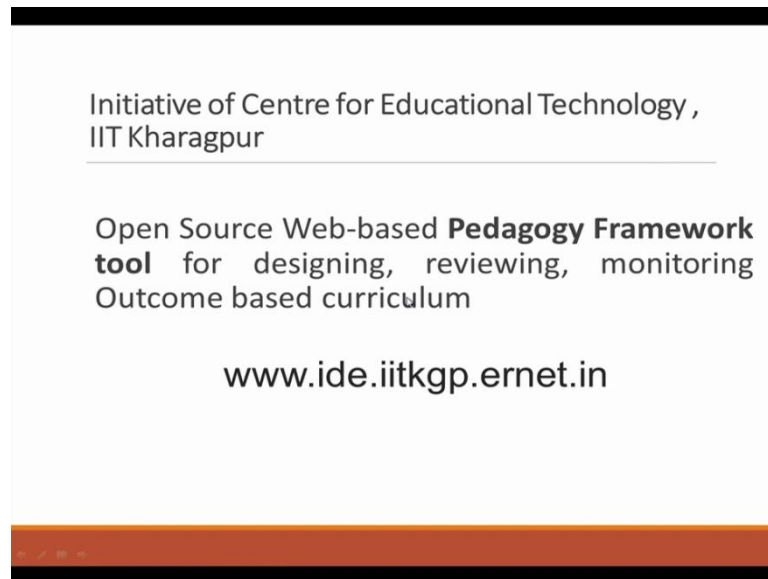 Initiative of Centre for Educational Technology ,
IIT Kharagpur
Open Source Web-based Pedagogy Framework
tool for designing, reviewing, monitoring
Outcome based curriculum
www.ide.iitkgp.ernet.in